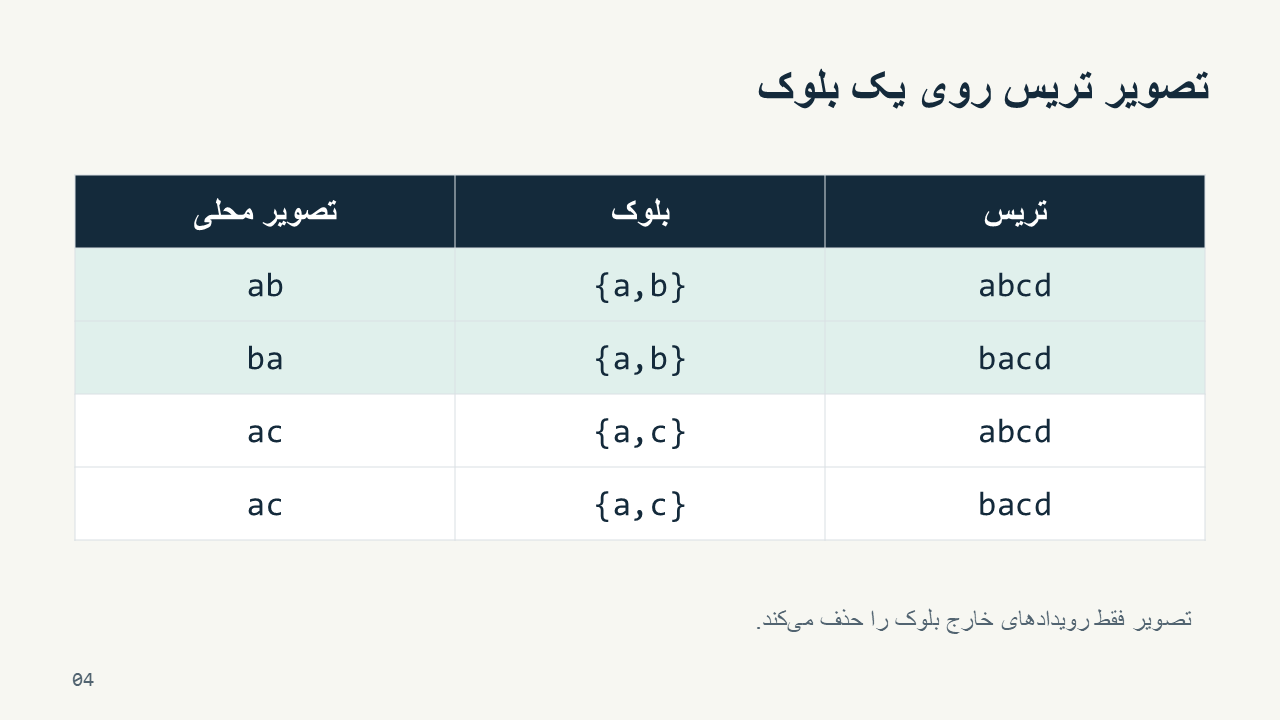 تصویر تریس روی یک بلوک
تریس بلوک تصویر محلی
abcd {a,b} ab
bacd {a,b} ba
abcd {a,c} ac
bacd {a,c} ac
تصویر فقط رویدادهای خارج بلوک را حذف می‌کند.
04